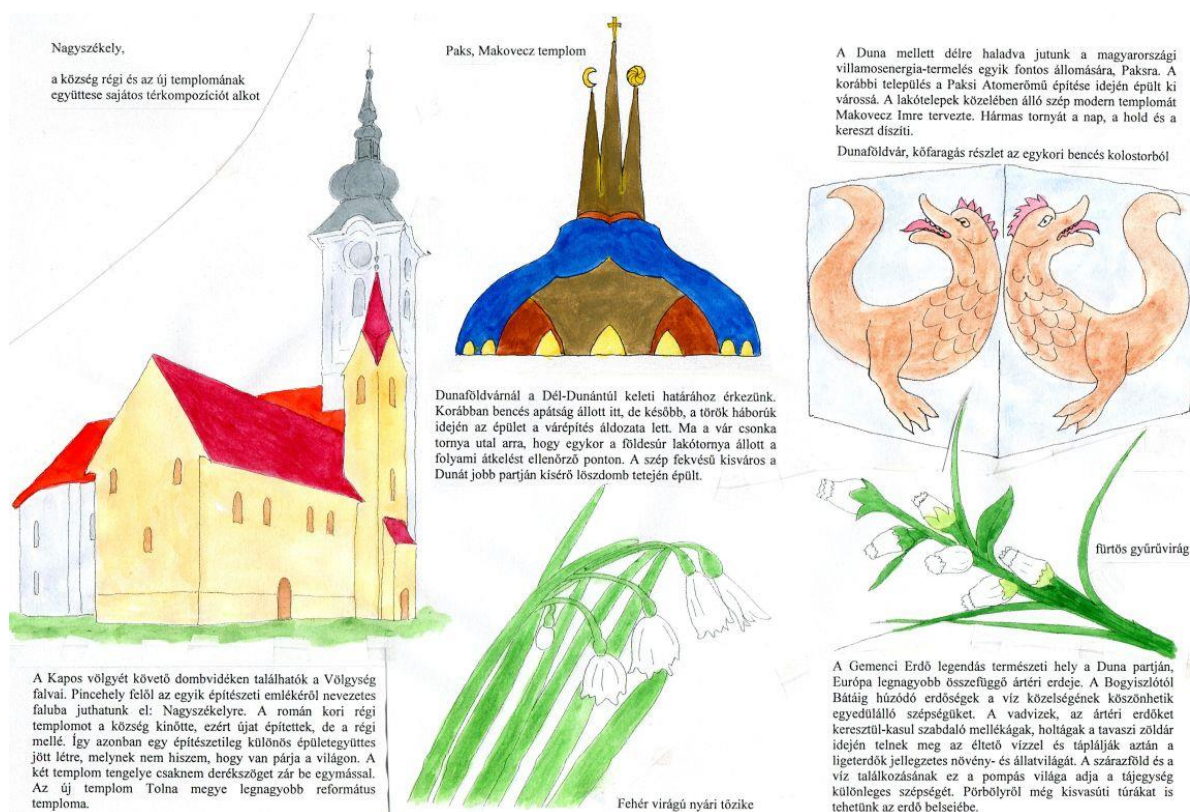 Nagyszékely,
a község régi és az új templomának
együttese sajátos térkompozíciót alkot
A Kapos völgyét követő dombvidéken találhatók a Völgység
falvai. Pincehely felől az egyik építészeti emlékéről nevezetes
faluba juthatunk el: Nagyszékelyre. A román kori régi
templomot a község kinőtte, ezért újat építettek, de a régi
mellé. Így azonban egy építészetileg különös épületegyüttes
jött létre, melynek nem hiszem, hogy van párja a világon. A
két templom tengelye csaknem derékszöget zár be egymással.
Az új templom Tolna megye legnagyobb református
temploma.
Paks, Makovecz templom
Dunaföldvárnál a Dél-Dunántúl keleti határához érkezünk.
Korábban bencés apátság állott itt, de később, a török háborúk
idején az épület a várépítés áldozata lett. Ma a vár csonka
tornya utal arra, hogy egykor a földesúr lakótornya állott a
folyami átkelést ellenőrző ponton. A szép fekvésű kisváros a
Dunát jobb partján kísérő löszdomb tetején épült.
Fehér virágú nyári tőzike
A Duna mellett délre haladva jutunk a magyarországi
villamosenergia-termelés egyik fontos állomására, Paksra. A
korábbi település a Paksi Atomerőmű építése idején épült ki
várossá. A lakótelepek közelében álló szép modern templomát
Makovecz Imre tervezte. Hármas tornyát a nap, a hold és a
kereszt díszíti.
Dunaföldvár, kőfaragás részlet az egykori bencés kolostorból
fürtös gyűrűvirág
A Gemenci Erdő legendás természeti hely a Duna partján,
Európa legnagyobb összefüggő ártéri erdeje. A Bogyiszlótól
Bátáig húzódó erdőségek a víz közelségének köszönhetik
egyedülálló szépségüket. A vadvizek, az ártéri erdőket
keresztül-kasul szabdaló mellékágak, holtágak a tavaszi zöldár
idején telnek meg az éltető vízzel és táplálják aztán a
ligeterdők jellegzetes növény- és állatvilágát. A szárazföld és a
víz találkozásának ez a pompás világa adja a tájegység
különleges szépségét. Pörbölyről még kisvasúti túrákat is
tehetünk az erdő belsejébe.